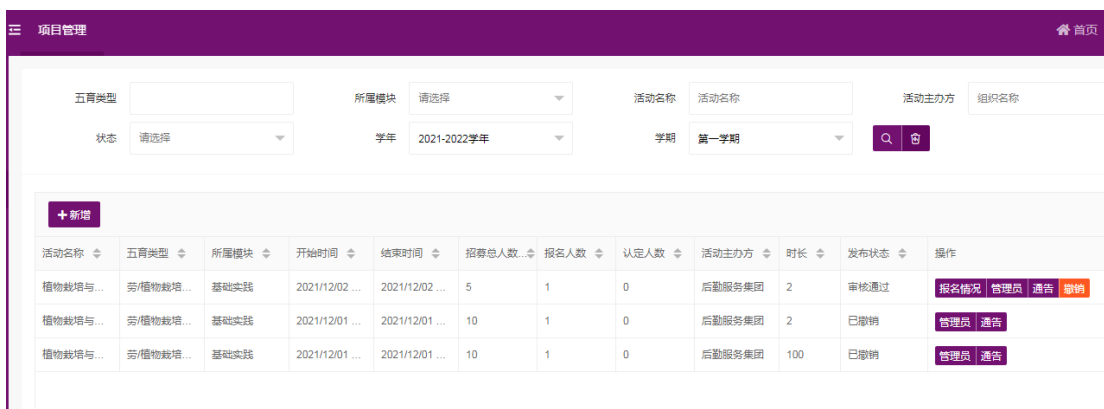 项目管理 首页
五育类型 所属模块 请选择 活动名称 活动名称 活动主办方 组织名称
状态 请选择 学年 2021-2022学年 学期 第一学期
+新增
活动名称 五育类型 所属模块 开始时间 结束时间 招募总人数... 报名人数 认定人数 活动主办方 时长 发布状态 操作
植物栽培与... 劳/植物栽培... 基础实践 2021/12/02 ... 2021/12/02 ... 5 1 0 后勤服务集团 2 审核通过 报名情况 管理员 通告 撤销
植物栽培与... 劳/植物栽培... 基础实践 2021/12/01 ... 2021/12/01 ... 10 1 0 后勤服务集团 2 已撤销 管理员 通告
植物栽培与... 劳/植物栽培... 基础实践 2021/12/01 ... 2021/12/01 ... 10 1 0 后勤服务集团 100 已撤销 管理员 通告